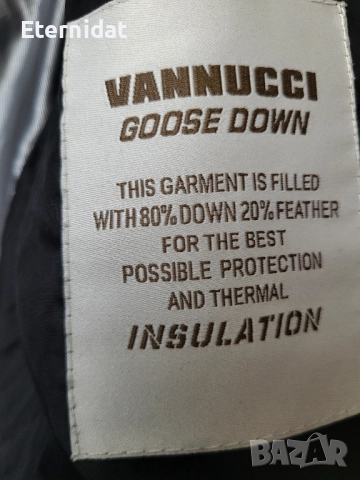 Eternidat
VANNUCCI
GOOSE DOWN
THIS GARMENT IS FILLED
WITH 80% DOWN 20% FEATHER
FOR THE BEST
POSSIBLE PROTECTION
AND THERMAL
INSULATION
BAZAR